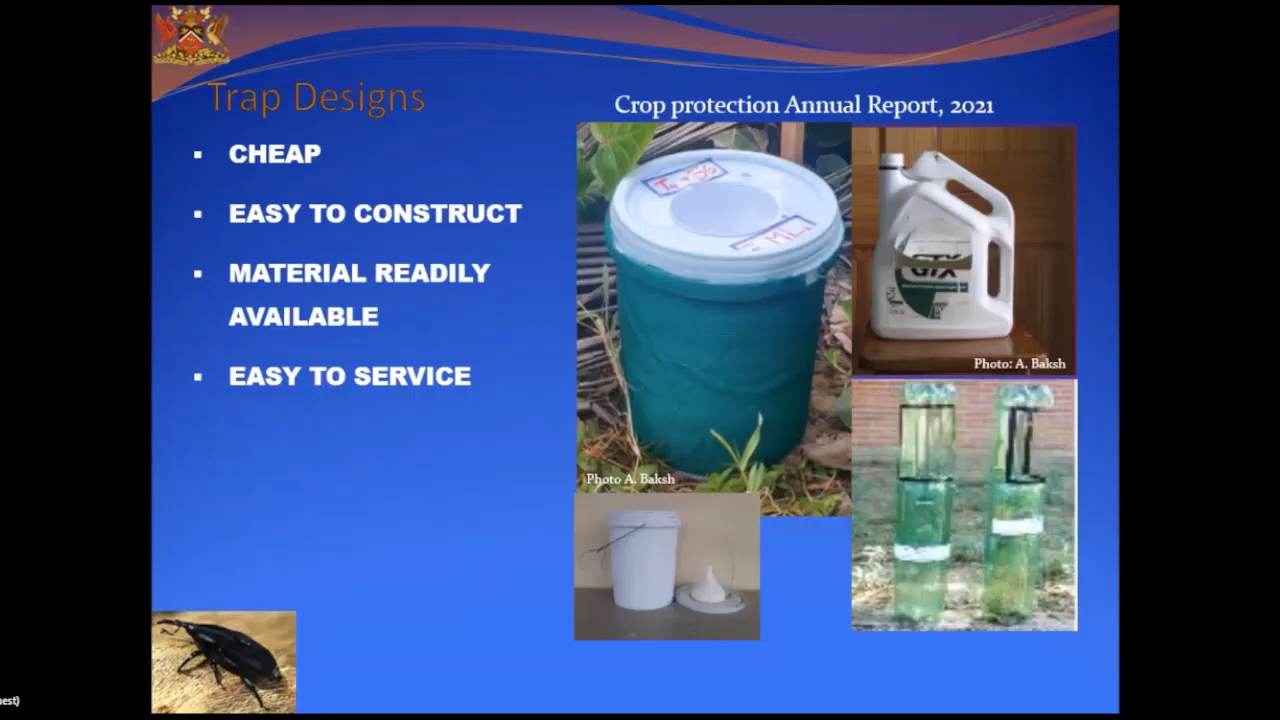 Trap Designs
Crop protection Annual Report, 2021
▪ CHEAP
▪ EASY TO CONSTRUCT
▪ MATERIAL READILY
AVAILABLE
▪ EASY TO SERVICE
GTX
Photo: A. Baksh
Photo A. Baksh